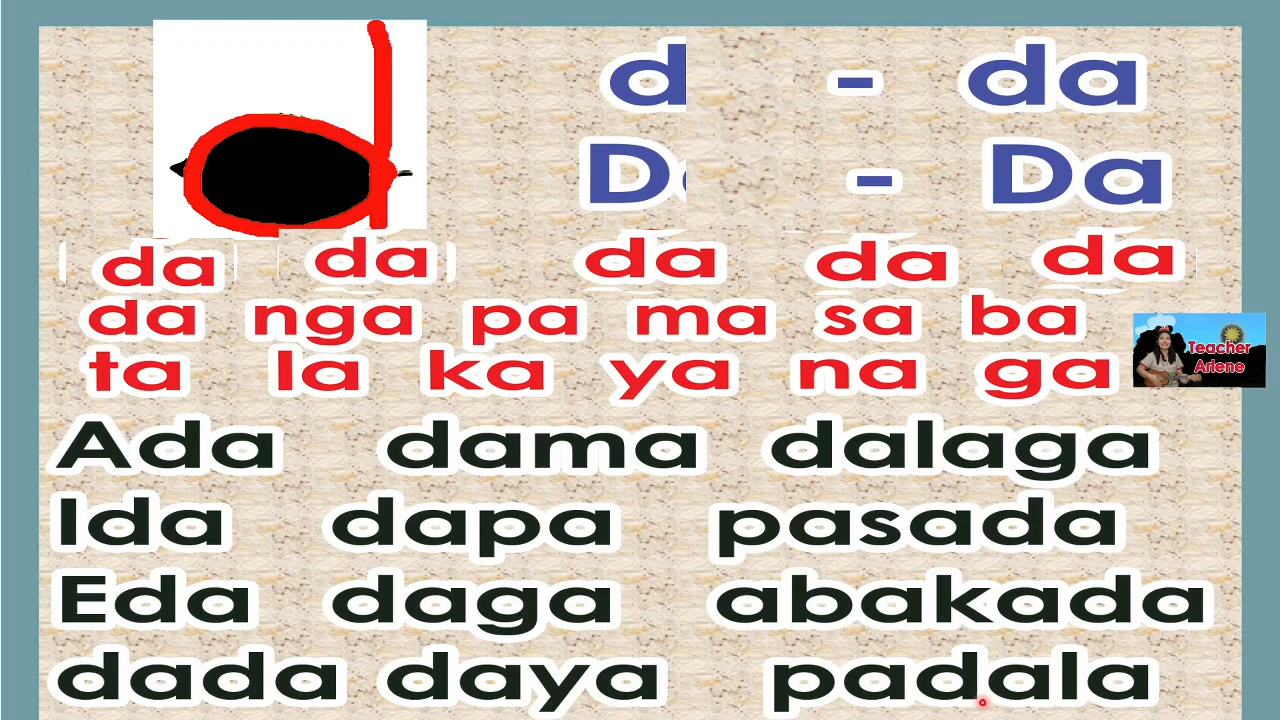 d - da
D - Da
da da da da da
da nga pa ma sa ba
ta la ka ya na ga
Teacher
Arlene
Ada dama dalaga
Ida dapa pasada
Eda daga abakada
dada daya padala